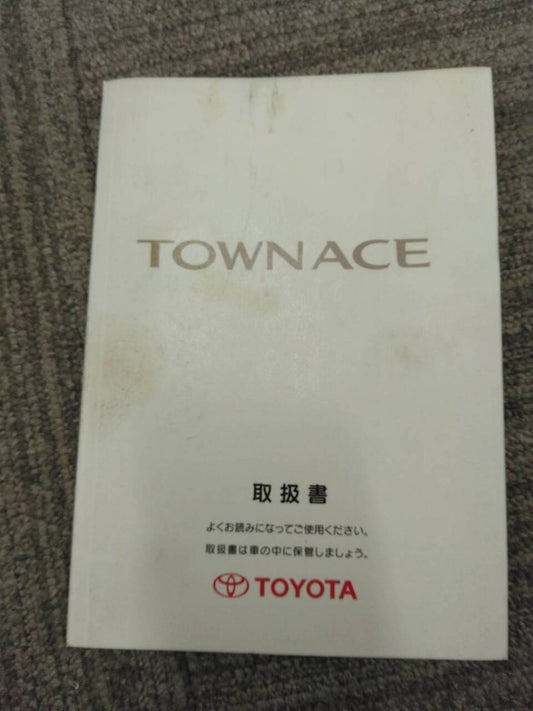 TOWNACE
取扱書
よくお読みになってご使用ください。
取扱書は車の中に保管しましょう。
TOYOTA